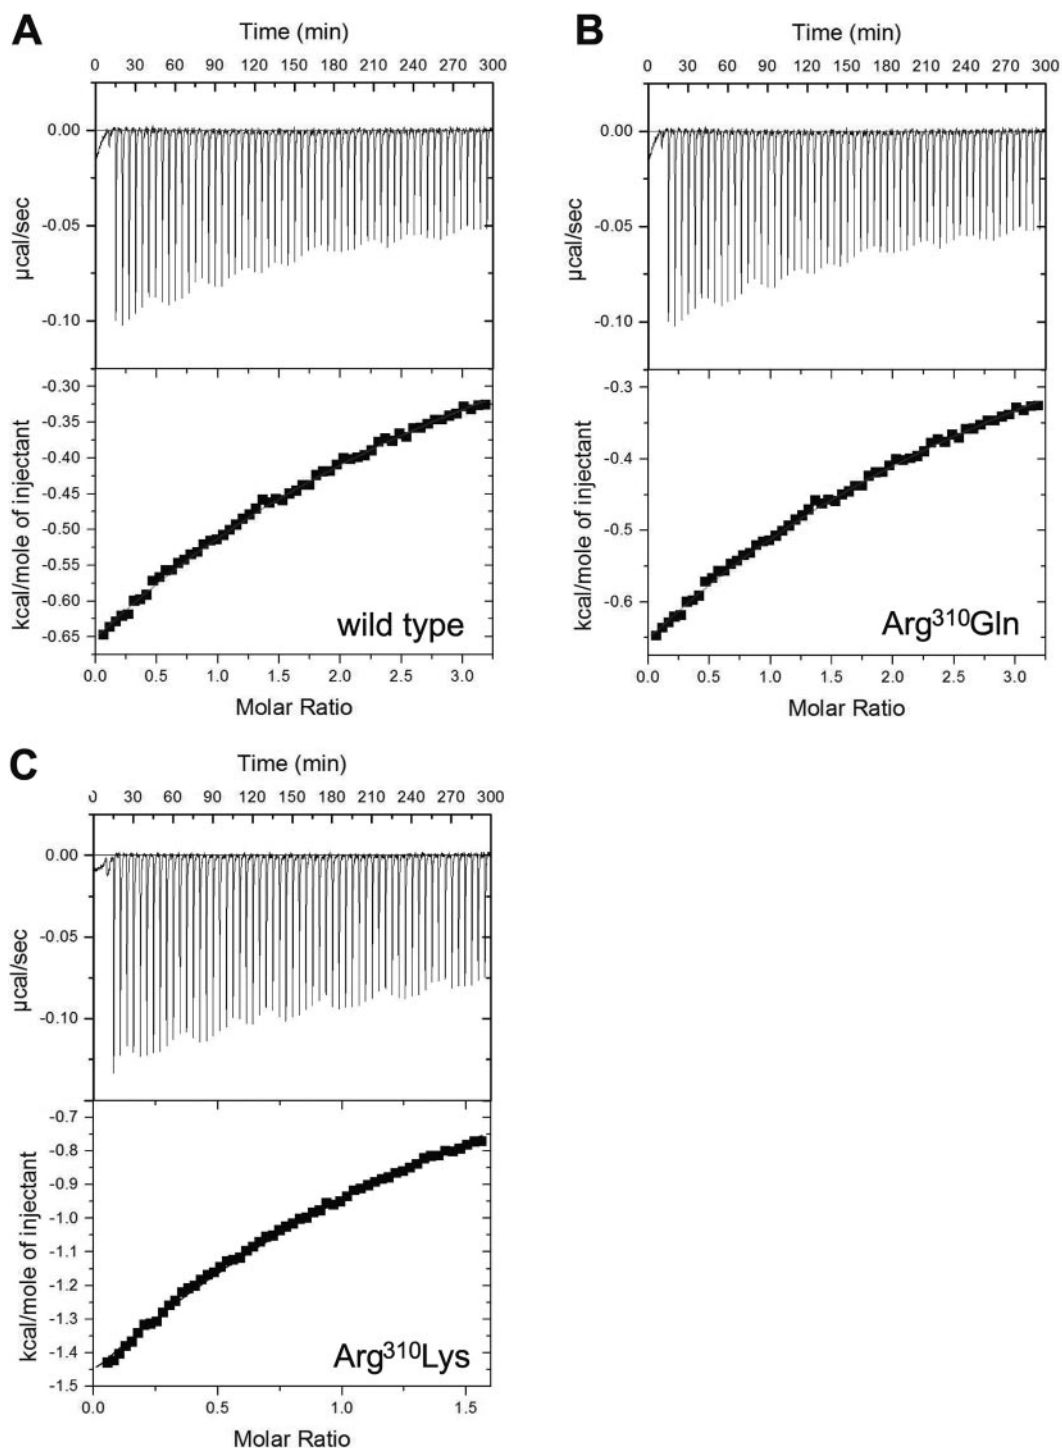 A
Time (min)
0 30 60 90 120 150 180 210 240 270 300
0.00
-0.05
-0.10
µcal/sec
-0.30
-0.35
-0.40
-0.45
-0.50
-0.55
-0.60
-0.65
kcal/mole of injectant
wild type
0.0 0.5 1.0 1.5 2.0 2.5 3.0
Molar Ratio
B
Time (min)
0 30 60 90 120 150 180 210 240 270 300
0.00
-0.05
-0.10
µcal/sec
-0.3
-0.4
-0.5
-0.6
kcal/mole of injectant
Arg³¹⁰Gln
0.0 0.5 1.0 1.5 2.0 2.5 3.0
Molar Ratio
C
Time (min)
0 30 60 90 120 150 180 210 240 270 300
0.00
-0.05
-0.10
µcal/sec
-0.7
-0.8
-0.9
-1.0
-1.1
-1.2
-1.3
-1.4
-1.5
kcal/mole of injectant
Arg³¹⁰Lys
0.0 0.5 1.0 1.5
Molar Ratio